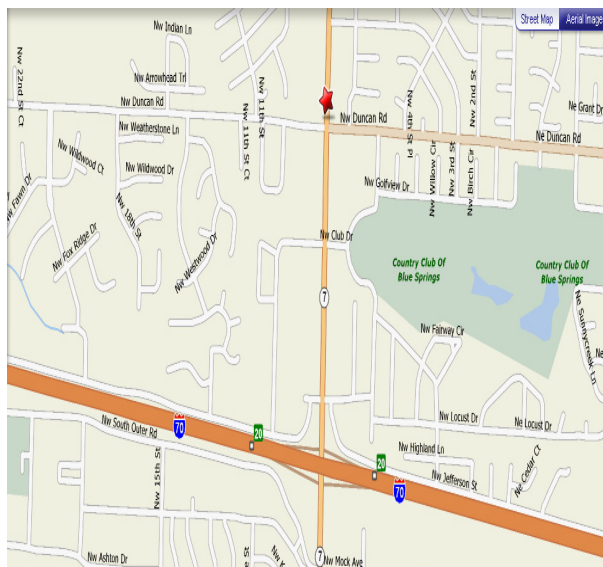 Street Map
Aerial Image
Nw Indian Ln
Nw 22nd St Ct
Nw Arrowhead Trl
Nw 11th St
Nw 4th St Pl
Nw 2nd St
Ne Grant Dr
Nw Duncan Rd
Nw Duncan Rd
Nw Weatherstone Ln
Nw 11th St Ct
Ne Duncan Rd
Nw Wildwood Ct
Nw Wildwood Dr
Nw Willow Cir
Nw 3rd St
Nw Birch Cir
Nw Golfview Dr
Nw Fawn Dr
Nw 18th St
Nw Fox Ridge Dr
Nw Westwood Dr
Nw Club Dr
Country Club Of
Blue Springs
Country Club Of
Blue Springs
7
Ne Sunnycreek Ln
Nw Fairway Cir
Nw South Outer Rd
70
20
Nw Locust Dr
Ne Locust Dr
Nw Highland Ln
20
Nw 15th St
Nw Jefferson St
Ne Cedar Ct
70
Nw Ashton Dr
7
Nw Mock Ave